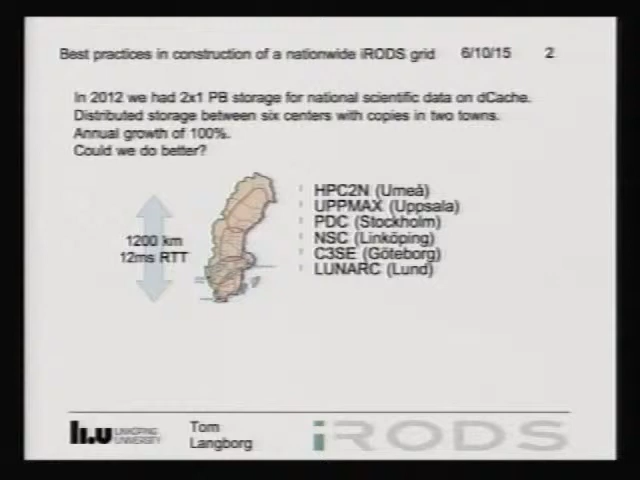 Best practices in construction of a nationwide iRODS grid 6/10/15 2
In 2012 we had 2x1 PB storage for national scientific data on dCache.
Distributed storage between six centers with copies in two towns.
Annual growth of 100%.
Could we do better?
1200 km
12ms RTT
HPC2N (Umeå)
UPPMAX (Uppsala)
PDC (Stockholm)
NSC (Linköping)
C3SE (Göteborg)
LUNARC (Lund)
li.u LINKÖPING
UNIVERSITY
Tom
Langborg
iRODS